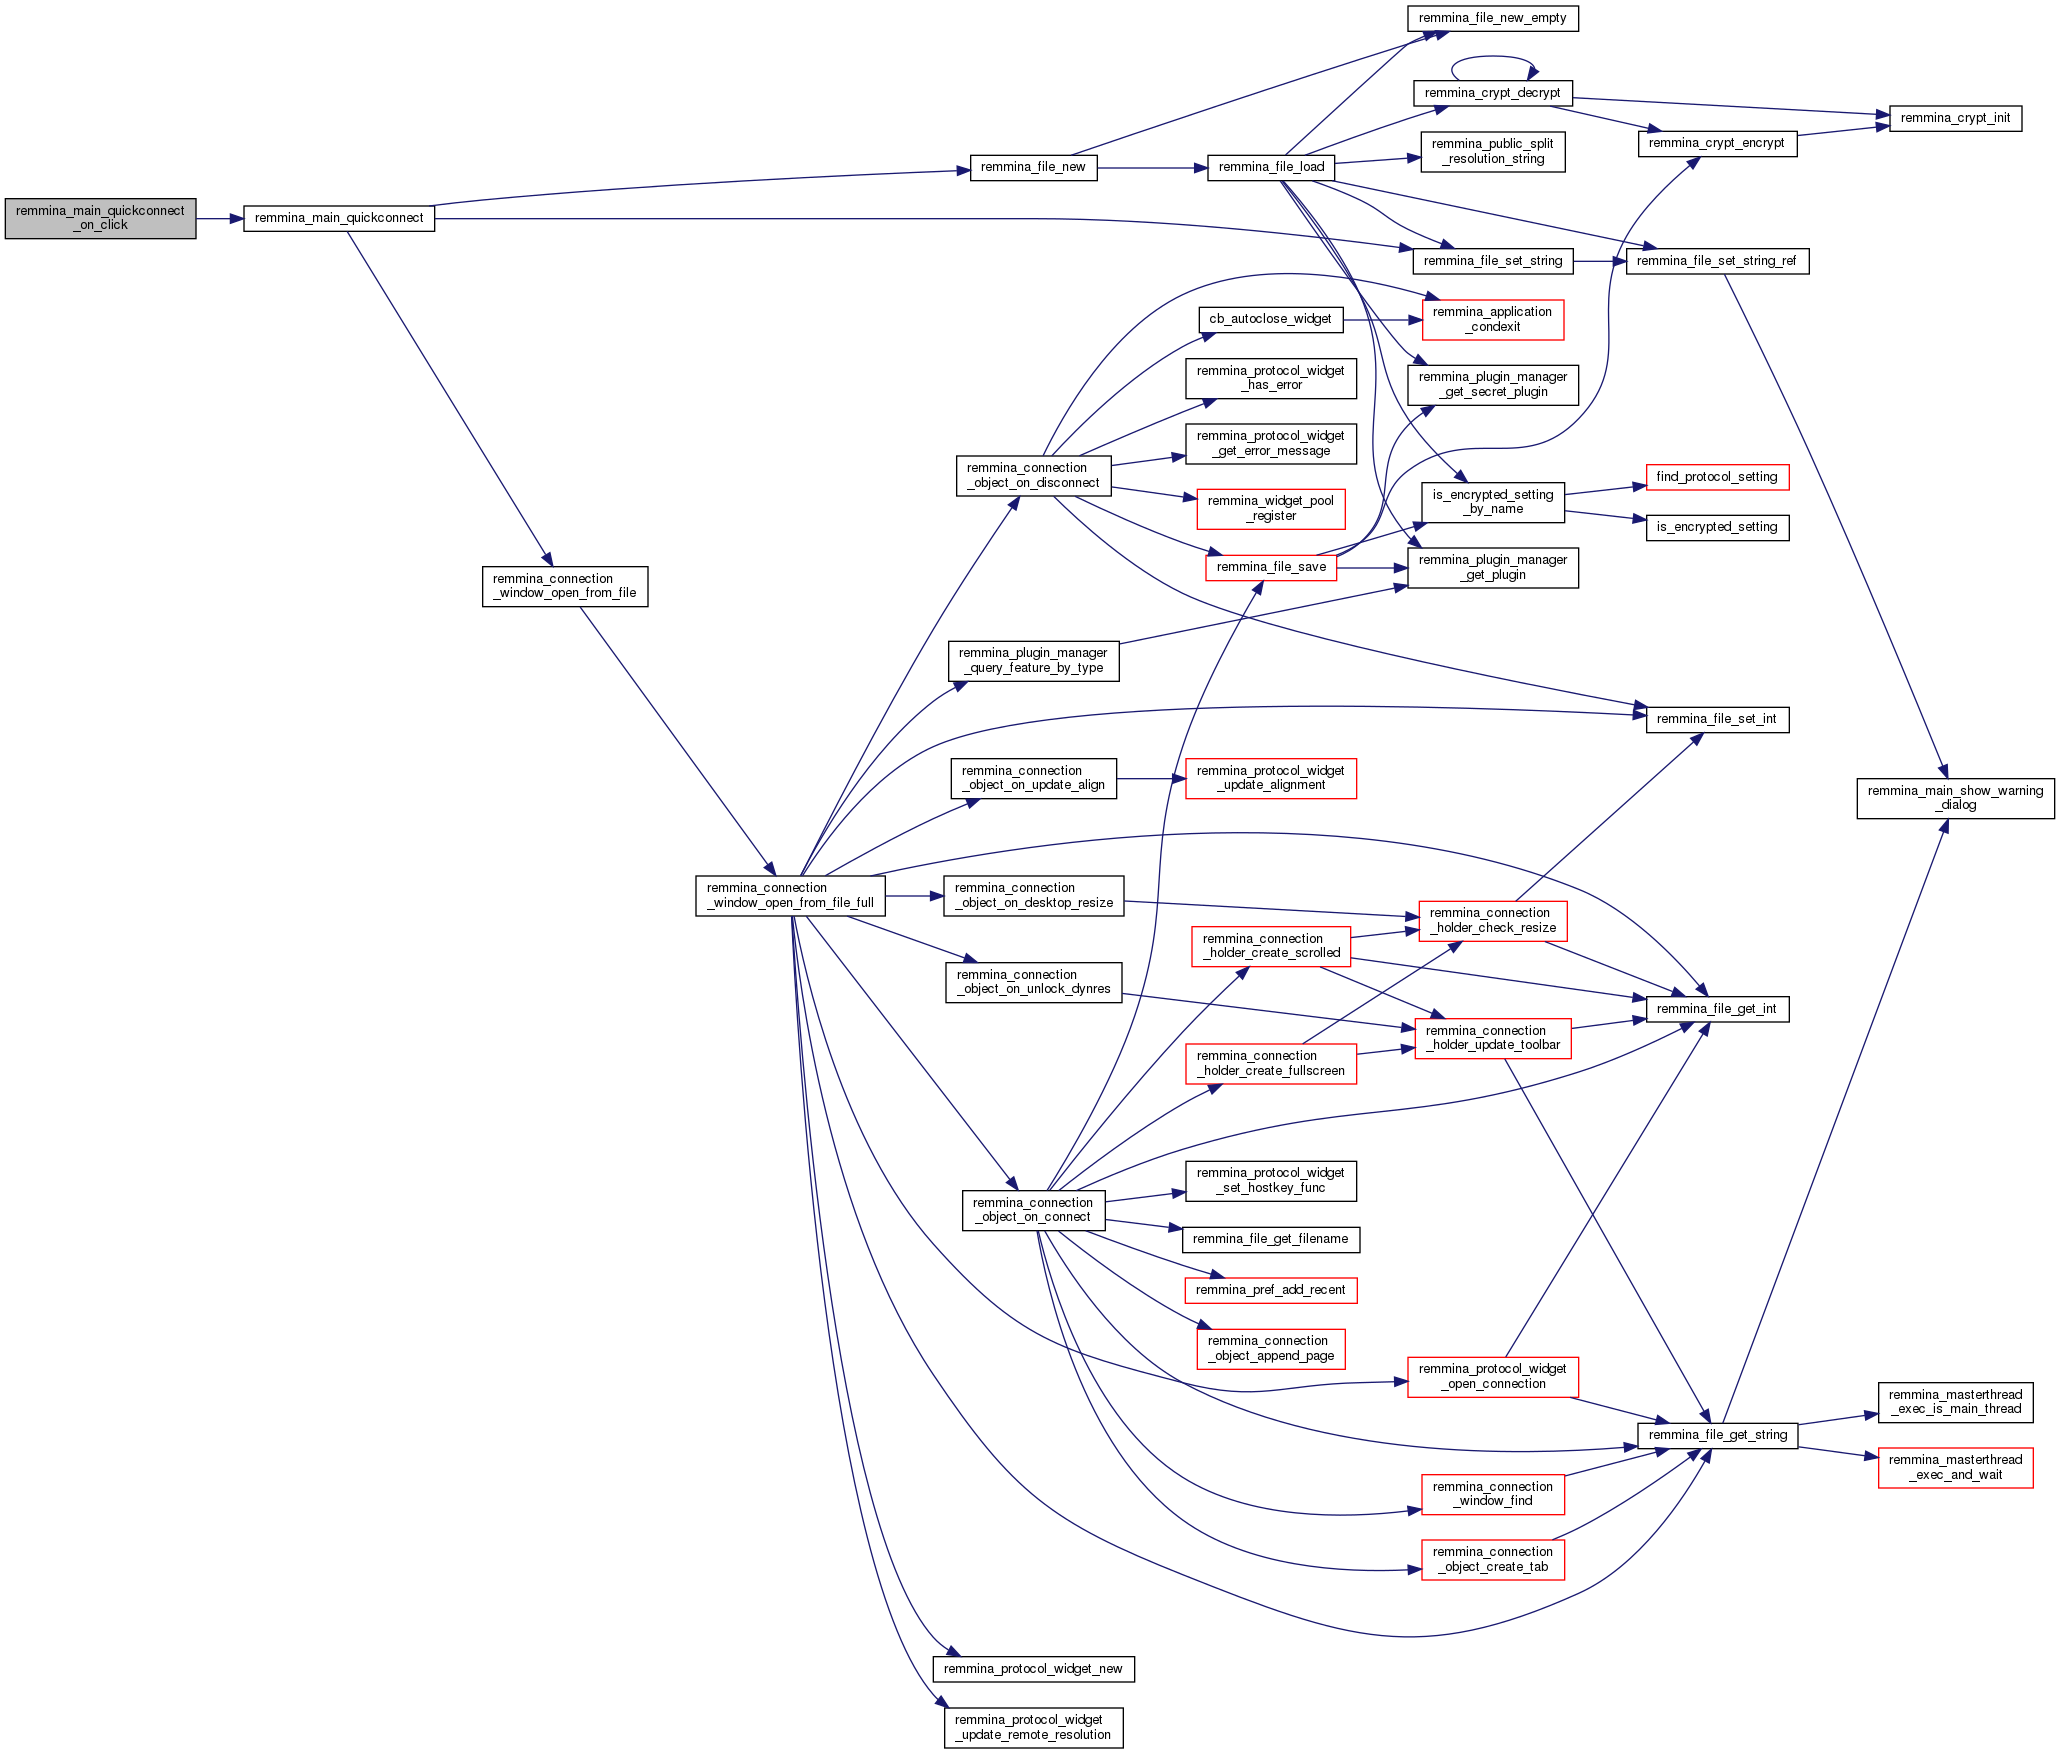 remmina_main_quickconnect
_on_click
remmina_main_quickconnect
remmina_connection
_window_open_from_file
remmina_connection
_window_open_from_file_full
remmina_file_new
remmina_connection
_object_on_disconnect
remmina_plugin_manager
_query_feature_by_type
remmina_connection
_object_on_update_align
remmina_connection
_object_on_desktop_resize
remmina_connection
_object_on_unlock_dynres
remmina_connection
_object_on_connect
remmina_protocol_widget_new
remmina_protocol_widget
_update_remote_resolution
remmina_file_load
cb_autoclose_widget
remmina_protocol_widget
_has_error
remmina_protocol_widget
_get_error_message
remmina_widget_pool
_register
remmina_file_save
remmina_protocol_widget
_update_alignment
remmina_connection
_holder_create_scrolled
remmina_connection
_holder_create_fullscreen
remmina_protocol_widget
_set_hostkey_func
remmina_file_get_filename
remmina_pref_add_recent
remmina_connection
_object_append_page
remmina_file_new_empty
remmina_crypt_decrypt
remmina_public_split
_resolution_string
remmina_file_set_string
remmina_application
_condexit
remmina_plugin_manager
_get_secret_plugin
is_encrypted_setting
_by_name
remmina_plugin_manager
_get_plugin
remmina_connection
_holder_check_resize
remmina_connection
_holder_update_toolbar
remmina_protocol_widget
_open_connection
remmina_connection
_window_find
remmina_connection
_object_create_tab
remmina_crypt_encrypt
remmina_file_set_string_ref
find_protocol_setting
is_encrypted_setting
remmina_file_set_int
remmina_file_get_int
remmina_file_get_string
remmina_crypt_init
remmina_main_show_warning
_dialog
remmina_masterthread
_exec_is_main_thread
remmina_masterthread
_exec_and_wait